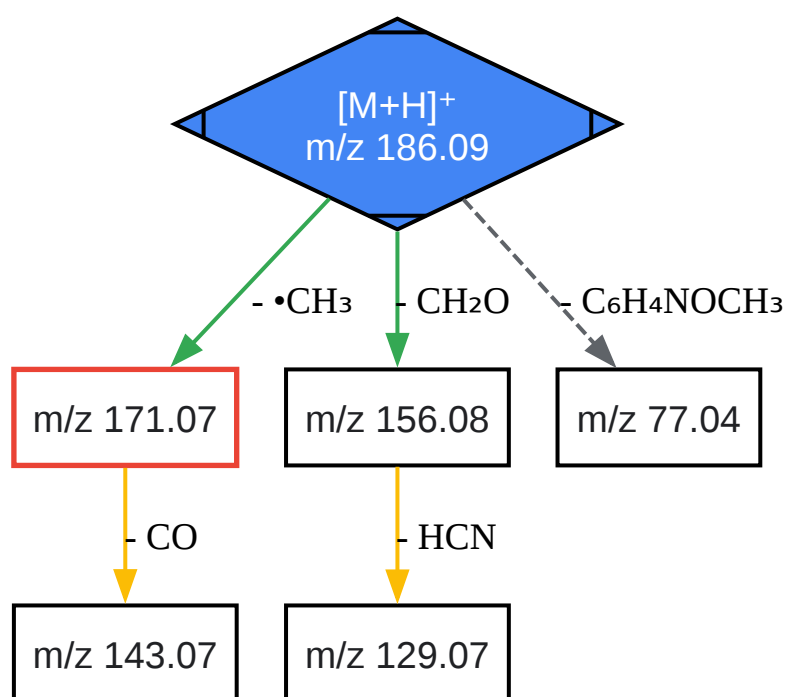 [M+H]⁺
m/z 186.09
- •CH₃
- CH₂O
- C₆H₄NOCH₃
m/z 171.07
m/z 156.08
m/z 77.04
- CO
- HCN
m/z 143.07
m/z 129.07